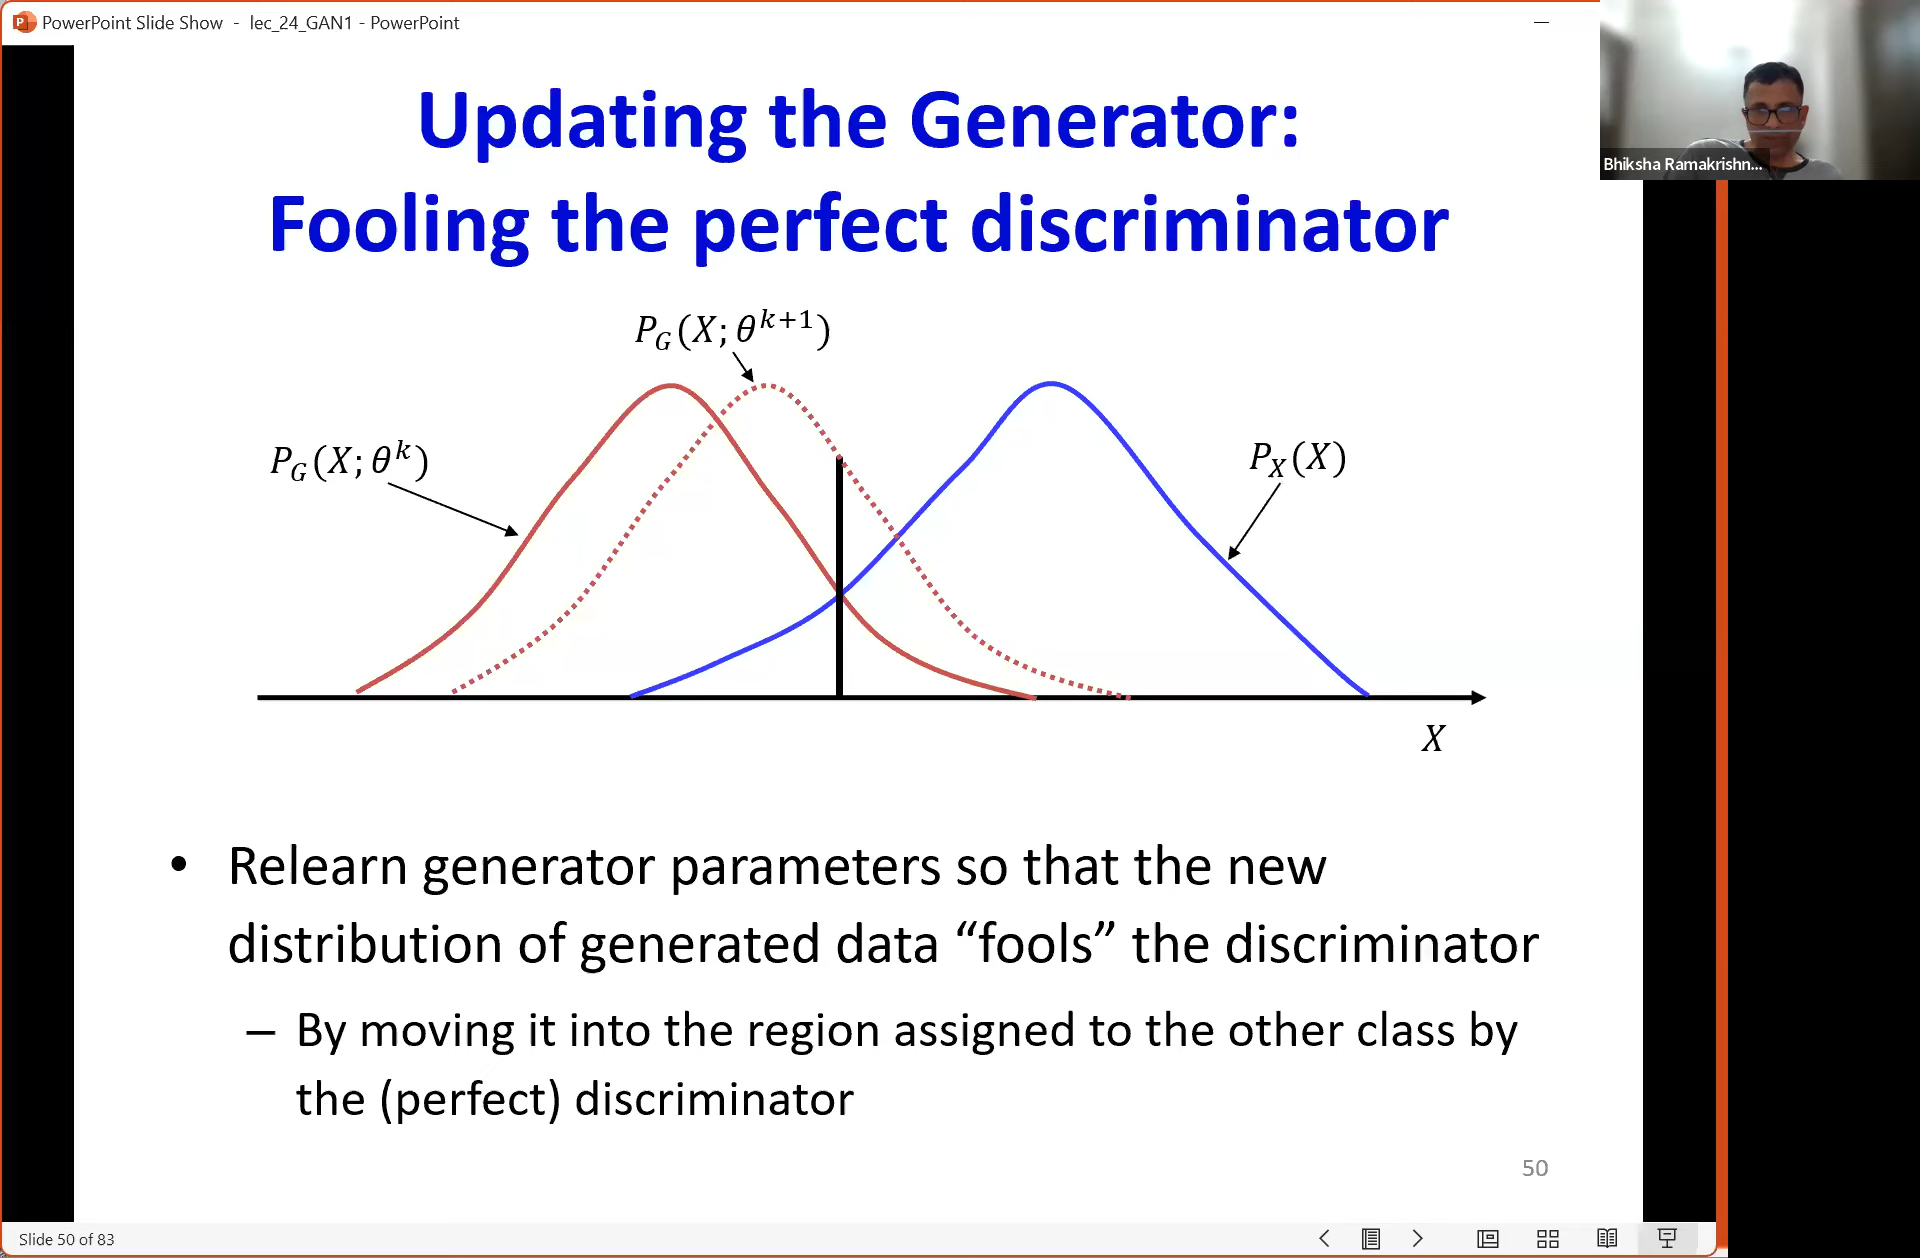 PowerPoint Slide Show - lec_24_GAN1 - PowerPoint
Bhiksha Ramakrishn...
Updating the Generator:
Fooling the perfect discriminator
P_G(X; θ^{k+1})
P_G(X; θ^k)
P_X(X)
X
• Relearn generator parameters so that the new
distribution of generated data “fools” the discriminator
– By moving it into the region assigned to the other class by
the (perfect) discriminator
50
Slide 50 of 83